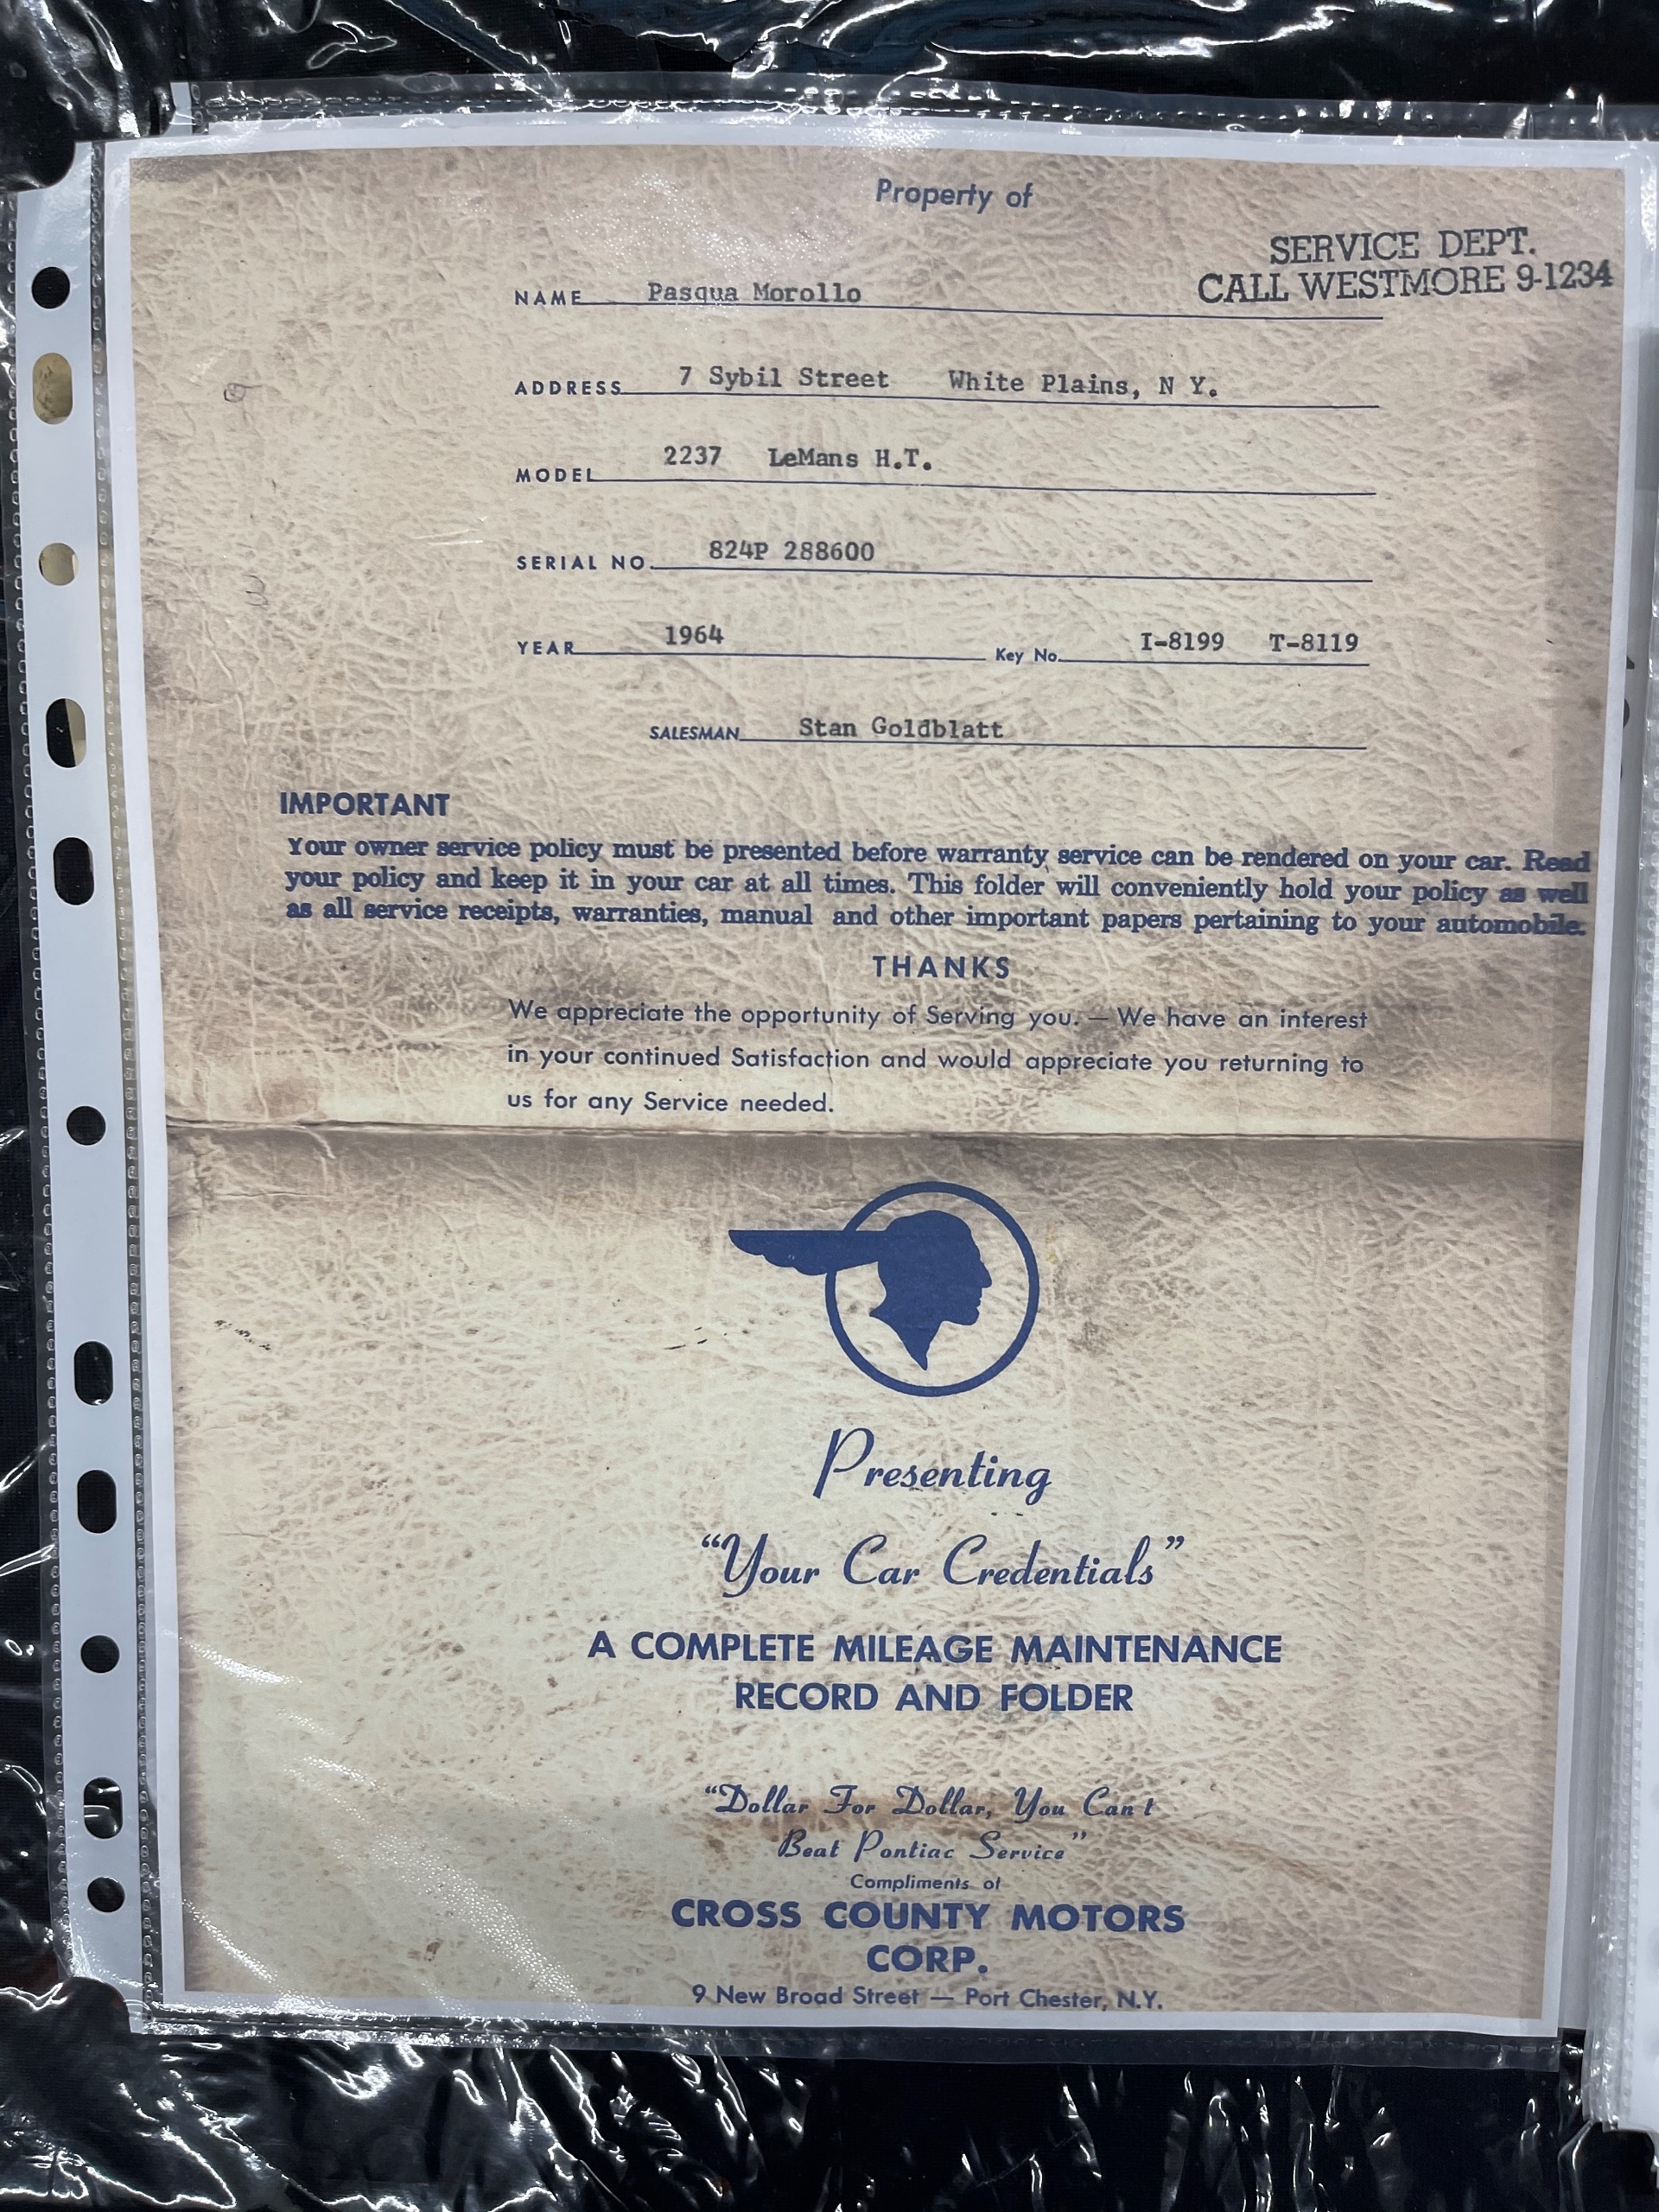 Property of
SERVICE DEPT.
CALL WESTMORE 9-1234
NAME Pasqua Morollo
ADDRESS 7 Sybil Street White Plains, N Y.
MODEL 2237 LeMans H.T.
SERIAL NO. 824P 288600
YEAR 1964 Key No. I-8199 T-8119
SALESMAN Stan Goldblatt
IMPORTANT
Your owner service policy must be presented before warranty service can be rendered on your car. Read
your policy and keep it in your car at all times. This folder will conveniently hold your policy as well
as all service receipts, warranties, manual and other important papers pertaining to your automobile.
THANKS
We appreciate the opportunity of Serving you. — We have an interest
in your continued Satisfaction and would appreciate you returning to
us for any Service needed.
Presenting
“Your Car Credentials”
A COMPLETE MILEAGE MAINTENANCE
RECORD AND FOLDER
“Dollar For Dollar, You Can't
Beat Pontiac Service”
Compliments of
CROSS COUNTY MOTORS
CORP.
9 New Broad Street — Port Chester, N.Y.